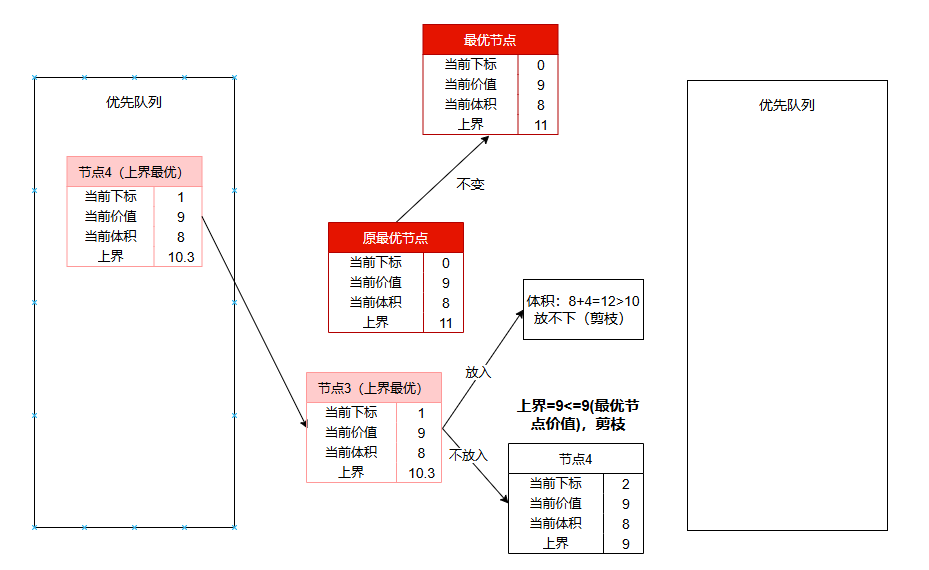 优先队列
节点4（上界最优）
当前下标 1
当前价值 9
当前体积 8
上界 10.3
最优节点
当前下标 0
当前价值 9
当前体积 8
上界 11
不变
原最优节点
当前下标 0
当前价值 9
当前体积 8
上界 11
节点3（上界最优）
当前下标 1
当前价值 9
当前体积 8
上界 10.3
放入
体积：8+4=12>10
放不下（剪枝）
不放入
上界=9<=9(最优节
点价值)，剪枝
节点4
当前下标 2
当前价值 9
当前体积 8
上界 9
优先队列